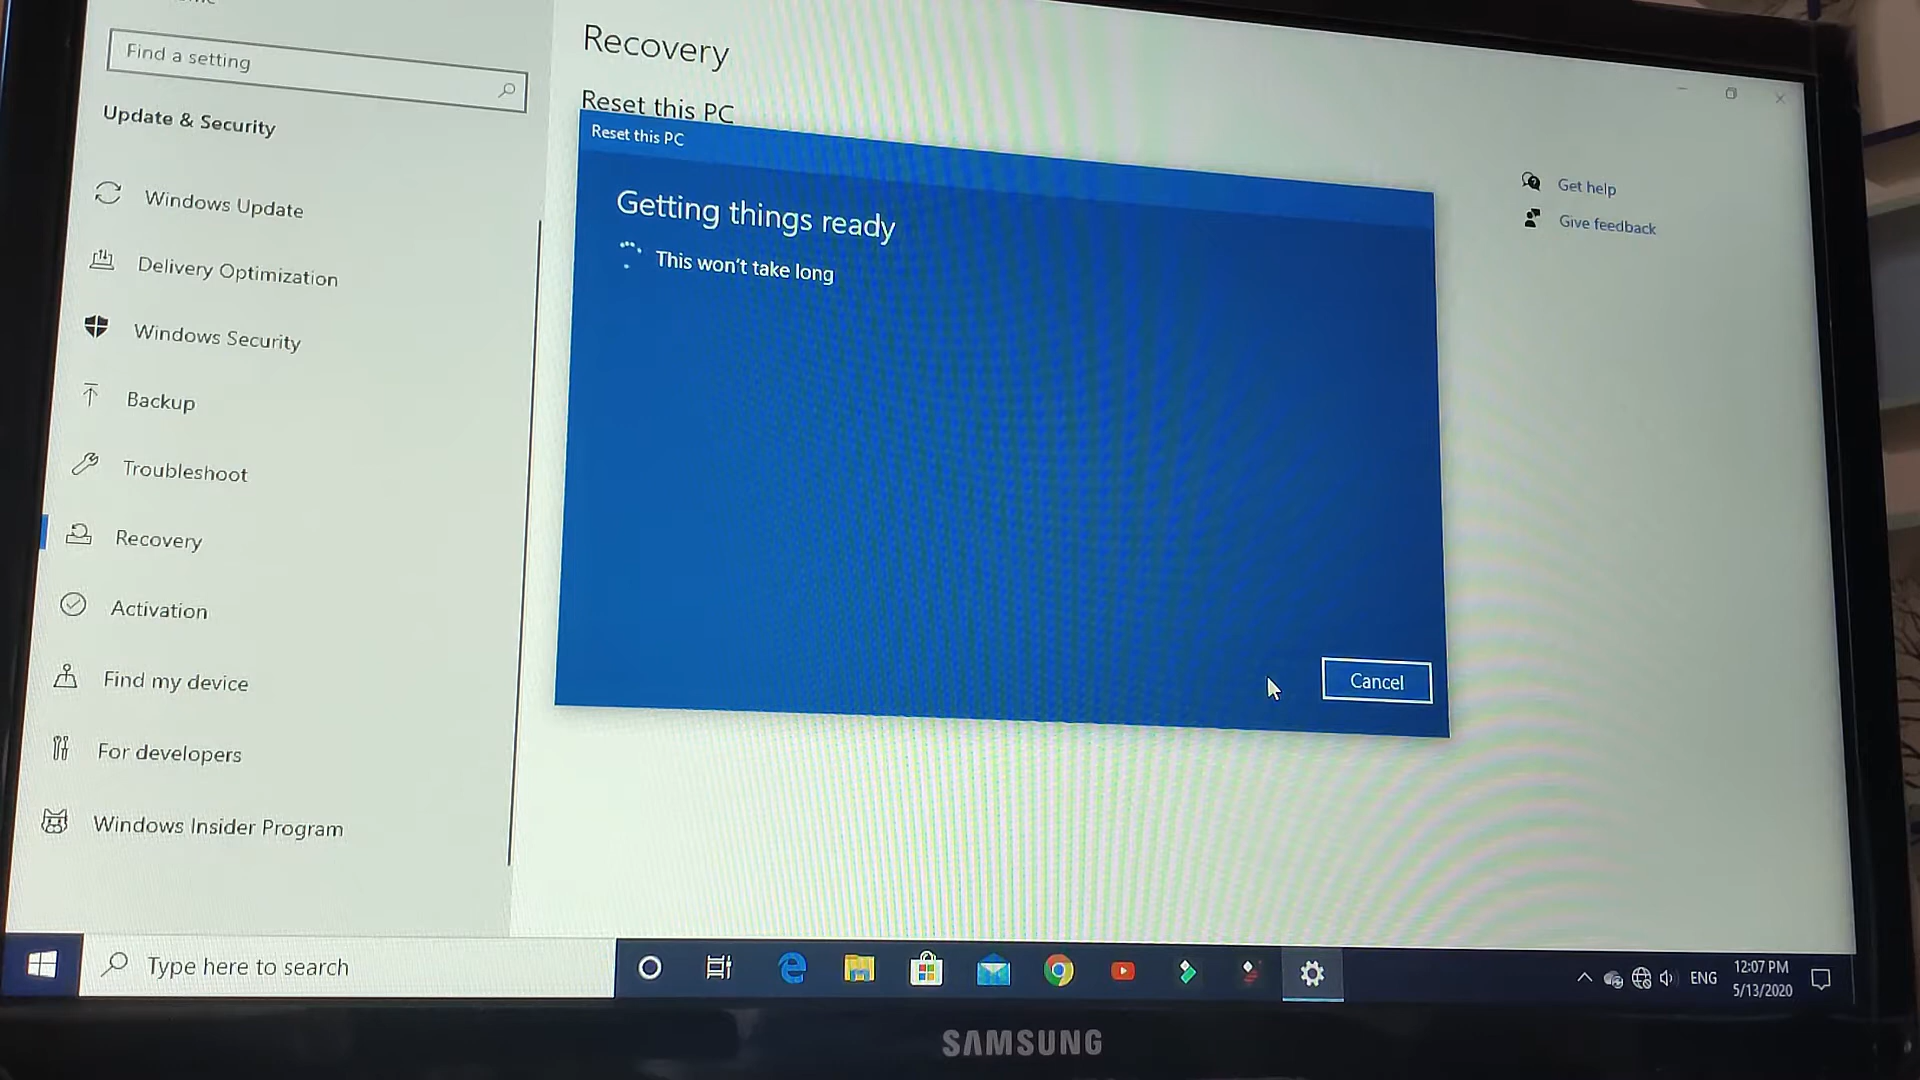 Find a setting
Update & Security
Windows Update
Delivery Optimization
Windows Security
Backup
Troubleshoot
Recovery
Activation
Find my device
For developers
Windows Insider Program
Recovery
Reset this PC
Reset this PC
Getting things ready
This won't take long
Cancel
Get help
Give feedback
Type here to search
ENG
12:07 PM
5/13/2020
SAMSUNG